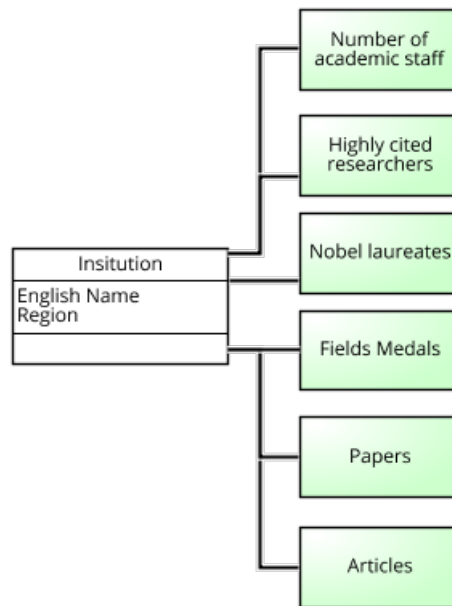 Number of
academic staff
Highly cited
researchers
Insitution
English Name
Region
Nobel laureates
Fields Medals
Papers
Articles